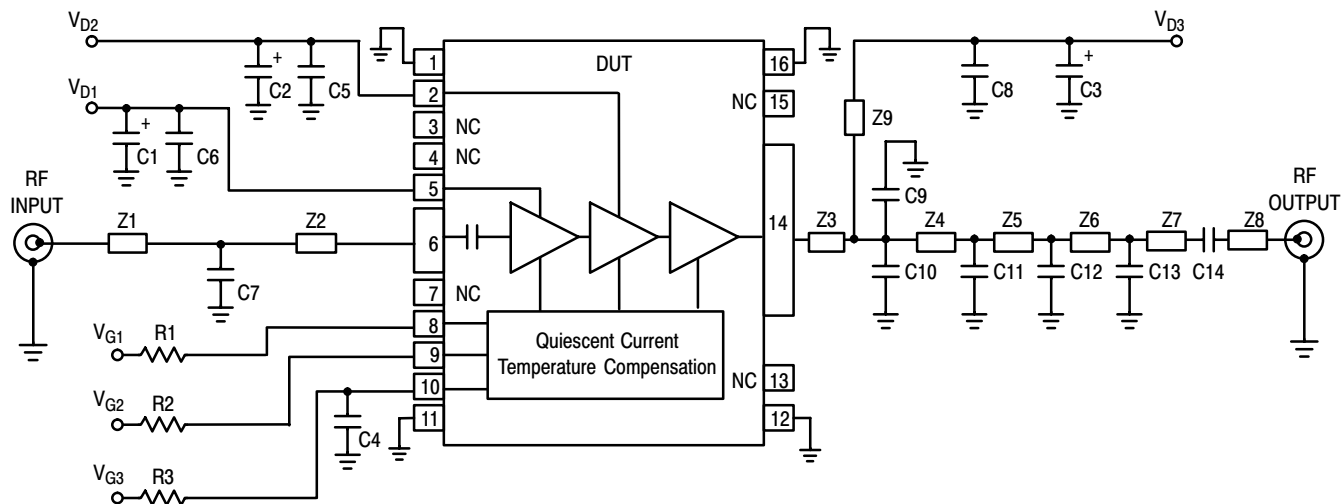 VD2
VD3
1
DUT
16
+
C2
C5
2
NC
15
C8
+
C3
VD1
3
NC
Z9
+
C1
C6
4
NC
C9
5
RF
INPUT
Z1
Z2
6
14
Z3
Z4
Z5
Z6
Z7
Z8
RF
OUTPUT
C7
C10
C11
C12
C13
C14
7
NC
VG1
R1
8
Quiescent Current
Temperature Compensation
9
NC
13
VG2
R2
10
C4
11
12
VG3
R3